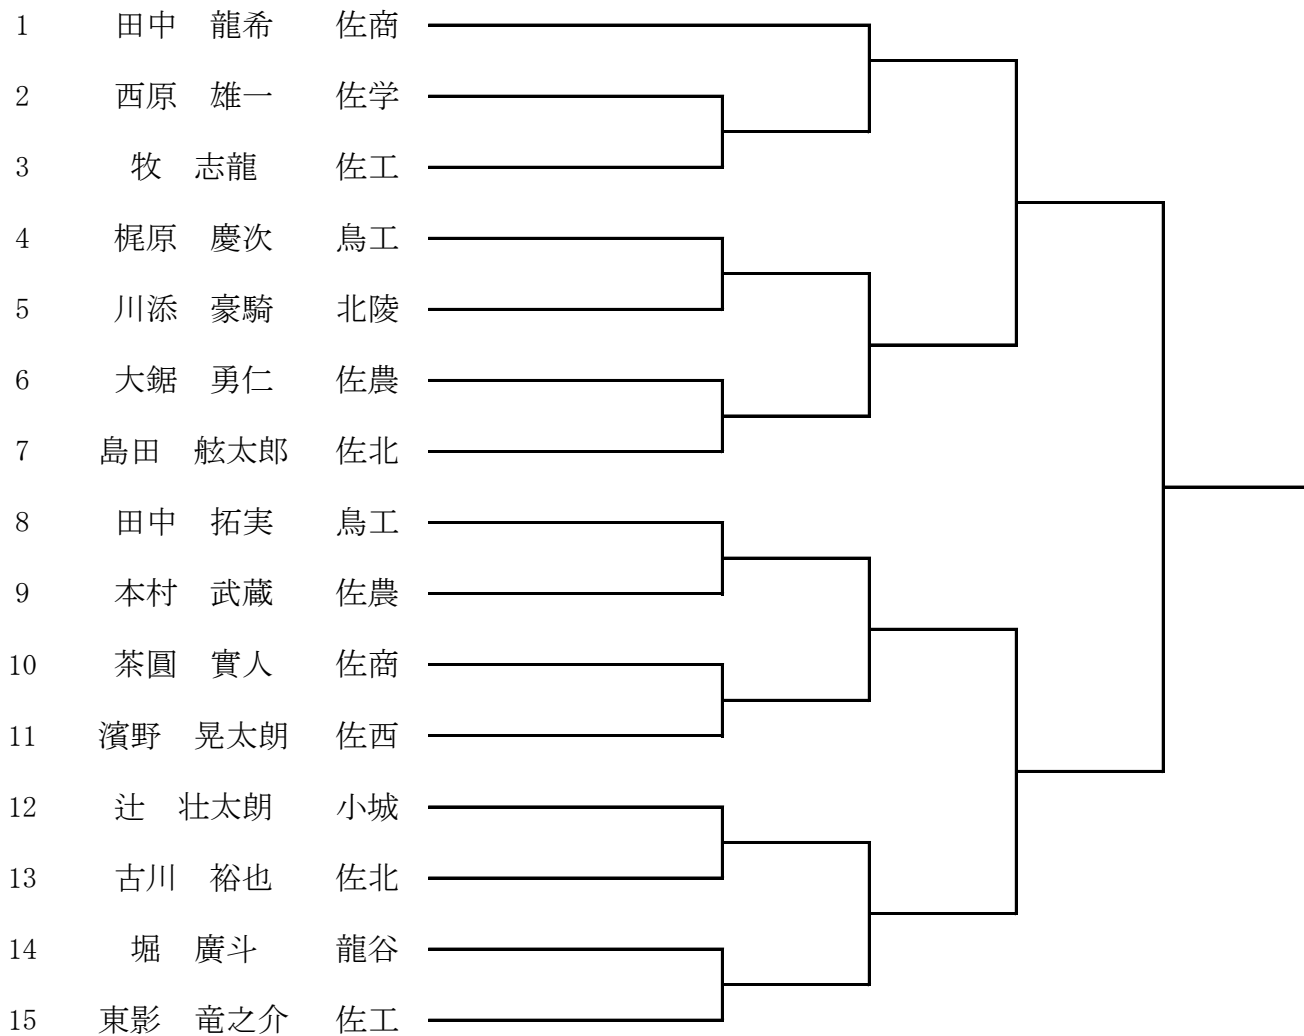 1 田中　龍希 佐商
2 西原　雄一 佐学
3 牧　志龍 佐工
4 梶原　慶次 鳥工
5 川添　豪騎 北陵
6 大鋸　勇仁 佐農
7 島田　舷太郎 佐北
8 田中　拓実 鳥工
9 本村　武蔵 佐農
10 茶圓　實人 佐商
11 濱野　晃太朗 佐西
12 辻　壮太朗 小城
13 古川　裕也 佐北
14 堀　廣斗 龍谷
15 東影　竜之介 佐工